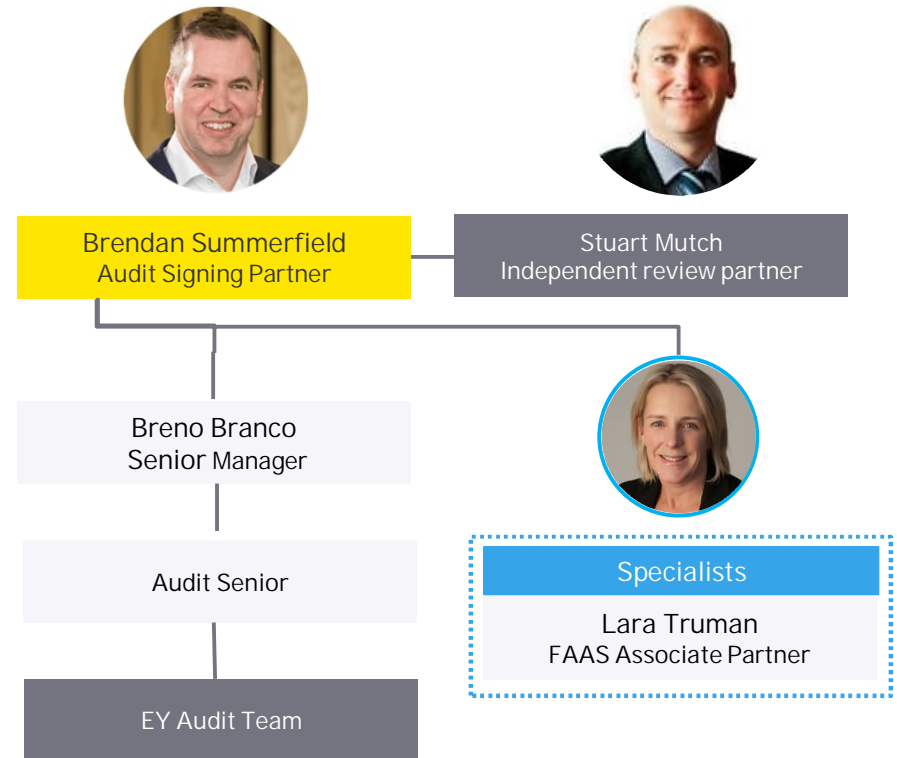 Brendan Summerfield
Audit Signing Partner
Stuart Mutch
Independent review partner
Breno Branco
Senior Manager
Audit Senior
EY Audit Team
Specialists
Lara Truman
FAAS Associate Partner